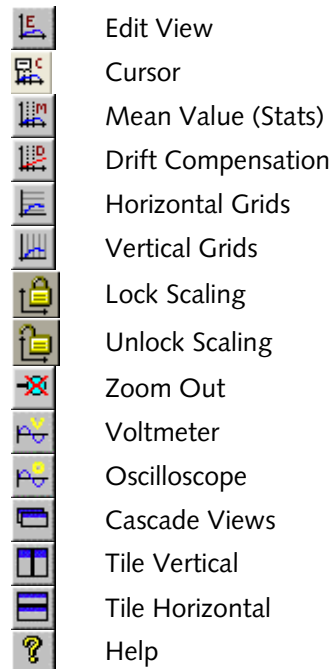 E Edit View
C Cursor
M Mean Value (Stats)
D Drift Compensation
Horizontal Grids
Vertical Grids
Lock Scaling
Unlock Scaling
Zoom Out
V Voltmeter
O Oscilloscope
Cascade Views
Tile Vertical
Tile Horizontal
? Help